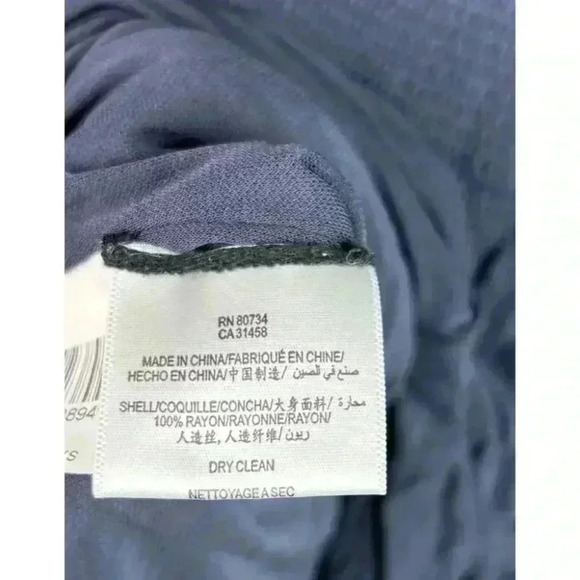 RN 80734
CA 31458
MADE IN CHINA/FABRIQUÉ EN CHINE/
HECHO EN CHINA/中国制造/ صنع في الصين
SHELL/COQUILLE/CONCHA/大身面料/ محارة/
100% RAYON/RAYONNE/RAYON/
人造丝, 人造纤维/ ريون/
DRY CLEAN
NETTOYAGE A SEC
894